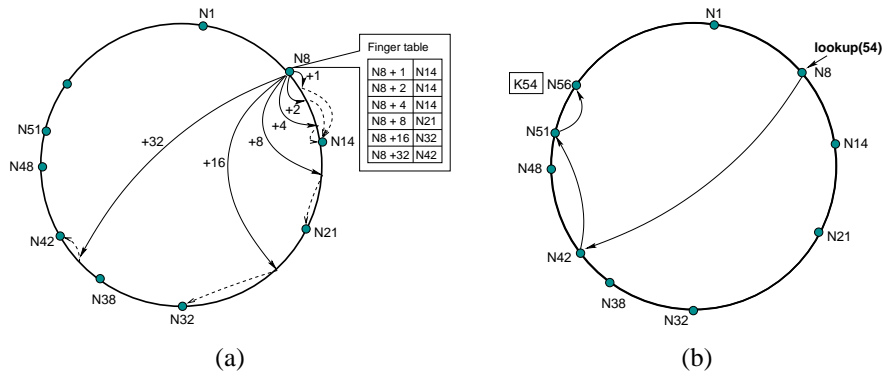 N1
N8
+1
+2
+4
+8
+16
+32
Finger table
N8 + 1 N14
N8 + 2 N14
N8 + 4 N14
N8 + 8 N21
N8 +16 N32
N8 +32 N42
N14
N21
N32
N38
N42
N48
N51
(a)
N1
lookup(54)
N8
K54 N56
N51
N14
N48
N21
N42
N38
N32
(b)